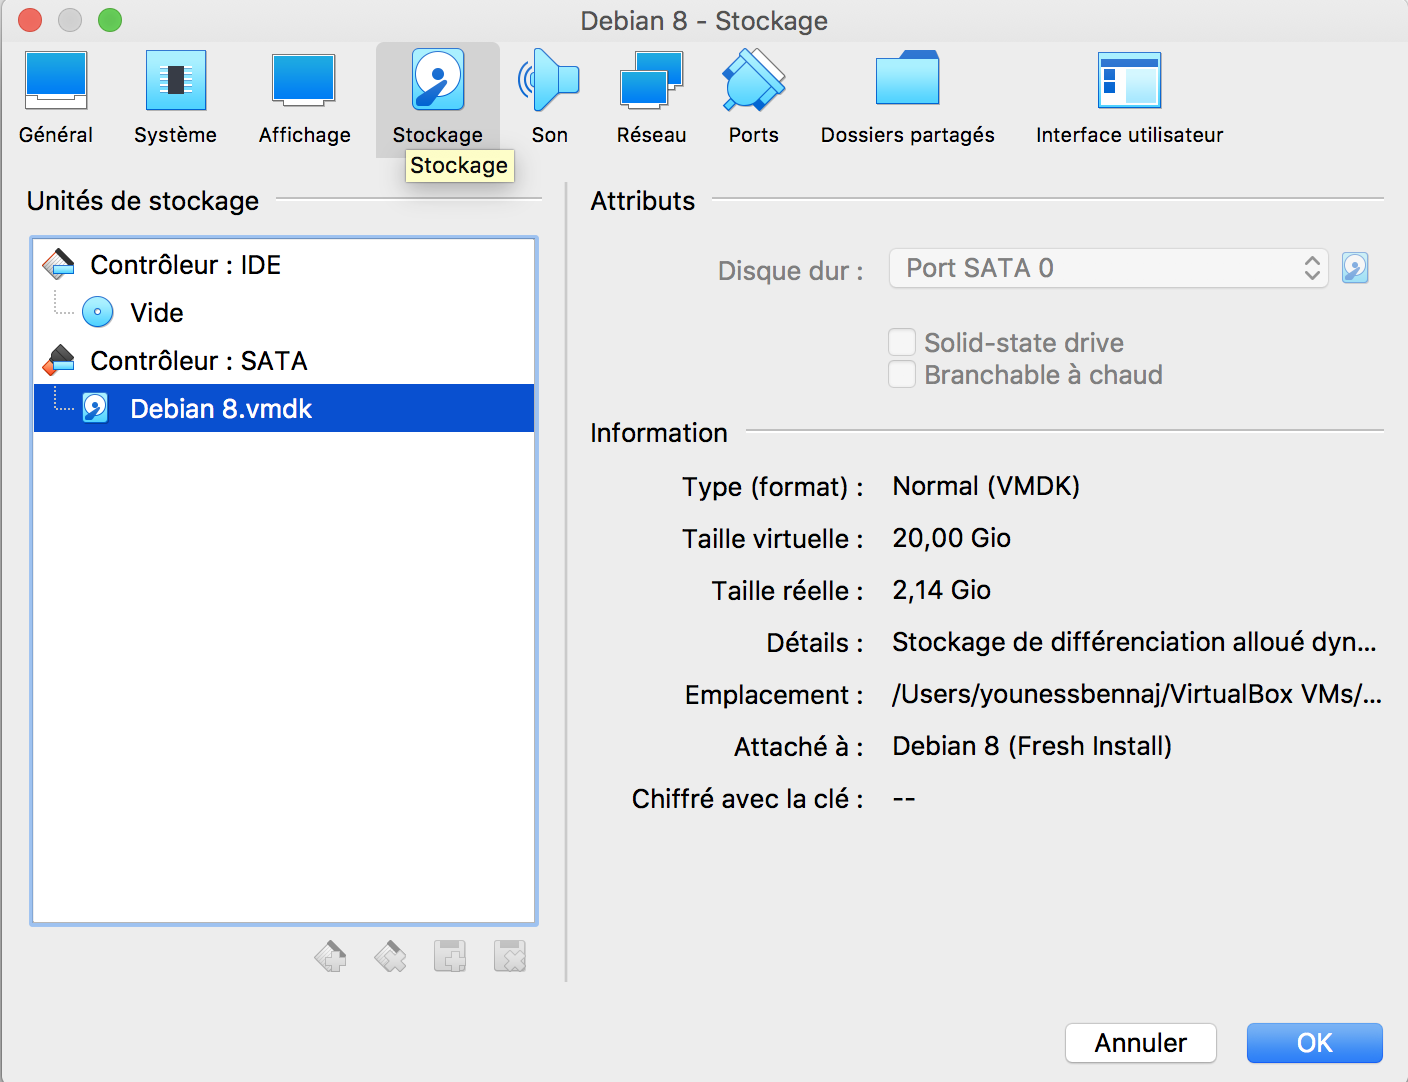 Debian 8 - Stockage
Général Système Affichage Stockage Son Réseau Ports Dossiers partagés Interface utilisateur
Stockage
Unités de stockage
Contrôleur : IDE
Vide
Contrôleur : SATA
Debian 8.vmdk
Attributs
Disque dur : Port SATA 0
Solid-state drive
Branchable à chaud
Information
Type (format) : Normal (VMDK)
Taille virtuelle : 20,00 Gio
Taille réelle : 2,14 Gio
Détails : Stockage de différenciation alloué dyn...
Emplacement : /Users/younessbennaj/VirtualBox VMs/...
Attaché à : Debian 8 (Fresh Install)
Chiffré avec la clé : --
Annuler OK